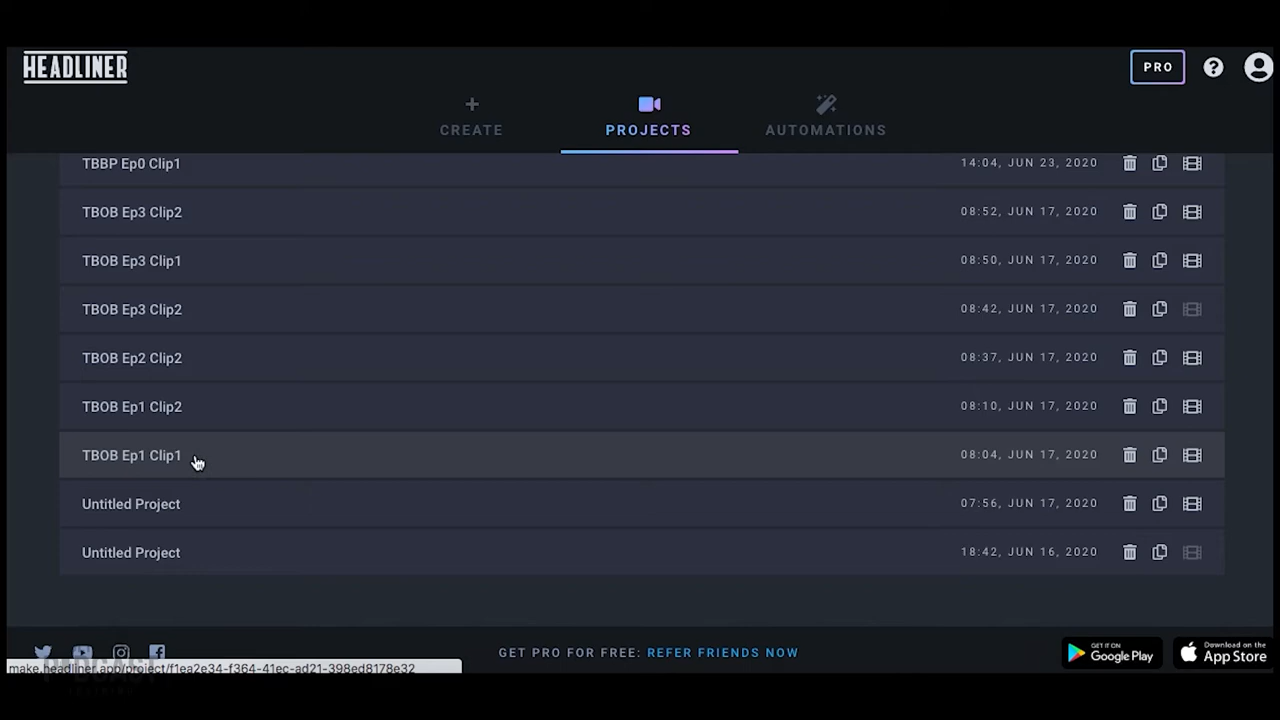 HEADLINER
PRO
?
CREATE
PROJECTS
AUTOMATIONS
TBBP Ep0 Clip1 14:04, JUN 23, 2020
TBOB Ep3 Clip2 08:52, JUN 17, 2020
TBOB Ep3 Clip1 08:50, JUN 17, 2020
TBOB Ep3 Clip2 08:42, JUN 17, 2020
TBOB Ep2 Clip2 08:37, JUN 17, 2020
TBOB Ep1 Clip2 08:10, JUN 17, 2020
TBOB Ep1 Clip1 08:04, JUN 17, 2020
Untitled Project 07:56, JUN 17, 2020
Untitled Project 18:42, JUN 16, 2020
GET PRO FOR FREE: REFER FRIENDS NOW
GET IT ON
Google Play
Download on the
App Store
make.headliner.app/project/f1ea2e34-f364-41ec-ad21-398ed8178e32